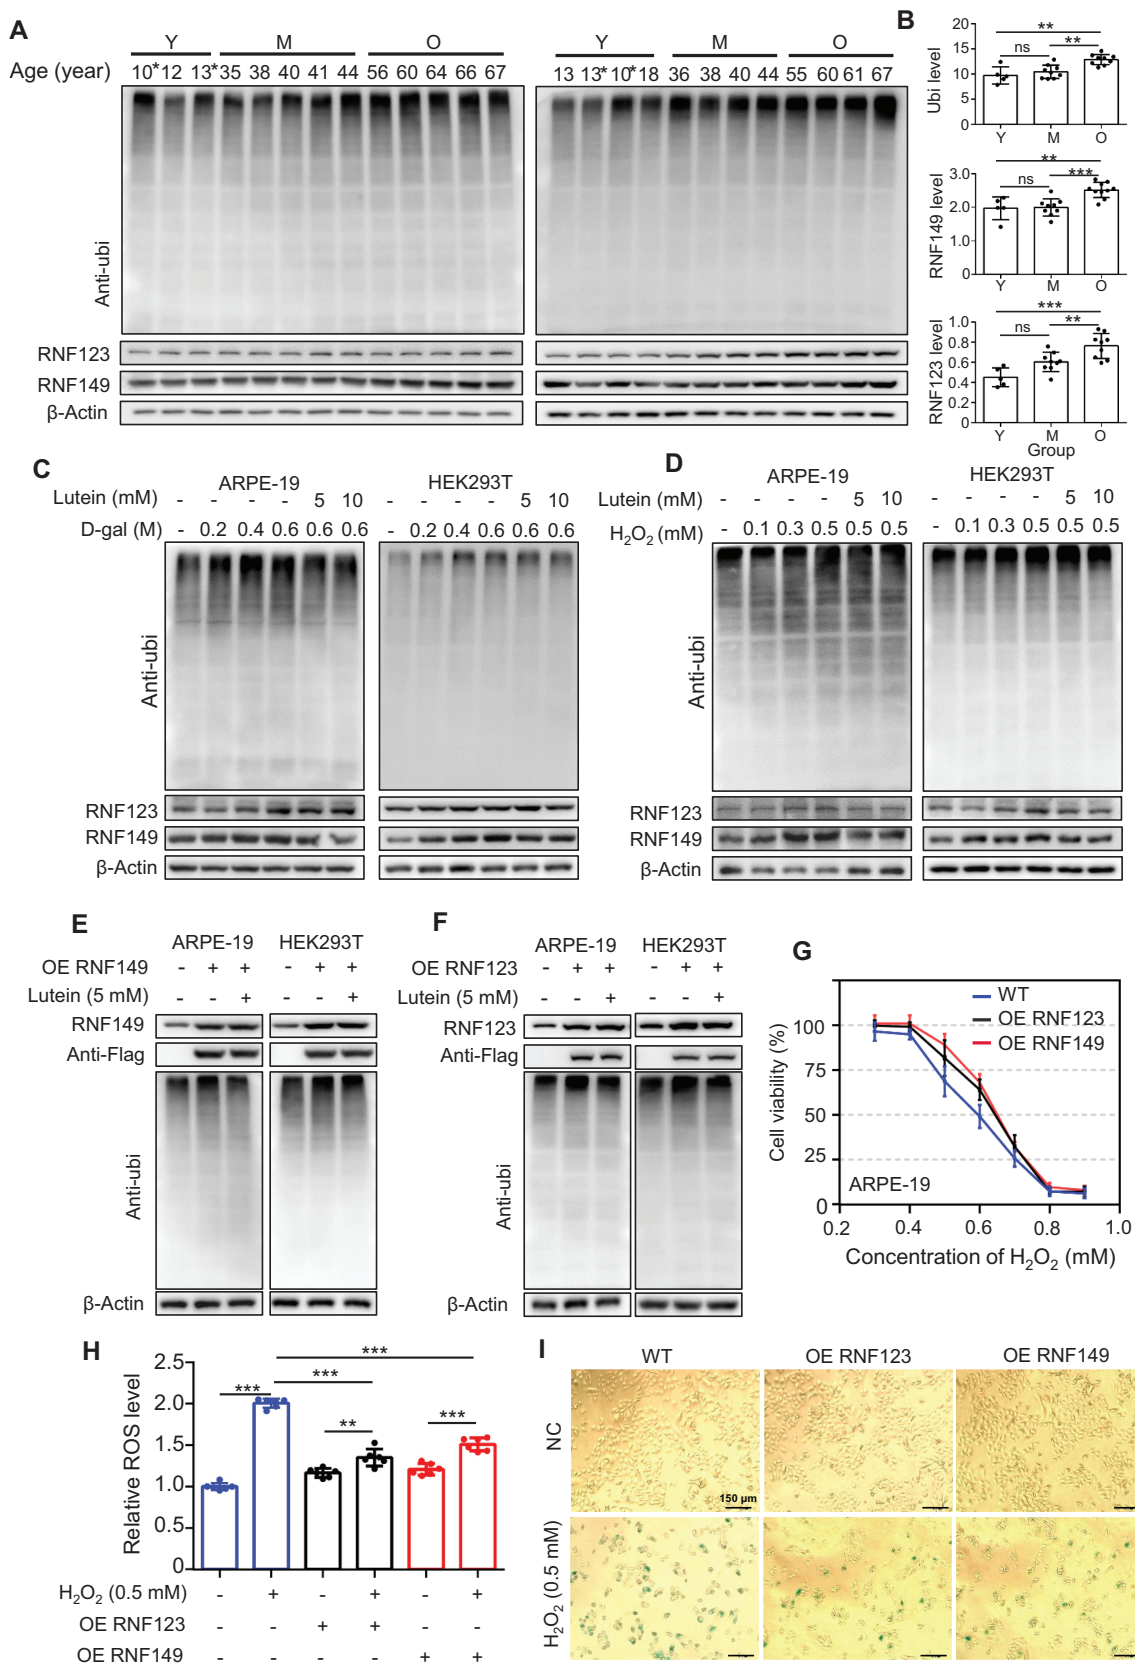 A
Y M O Y M O
Age (year) 10* 12 13* 35 38 40 41 44 56 60 64 66 67 13 13* 10* 18 36 38 40 44 55 60 61 67
Anti-ubi
RNF123
RNF149
β-Actin
B
Ubi level
20
15
10
5
0
** ns **
Y M O
RNF149 level
3.0
2.0
1.0
0
** ns ***
Y M O
RNF123 level
1.0
0.8
0.6
0.4
0.2
0
*** ns **
Y M O
Group
C
ARPE-19 HEK293T
Lutein (mM) - - - - 5 10 - - - - 5 10
D-gal (M) - 0.2 0.4 0.6 0.6 0.6 - 0.2 0.4 0.6 0.6 0.6
Anti-ubi
RNF123
RNF149
β-Actin
D
ARPE-19 HEK293T
Lutein (mM) - - - - 5 10 - - - - 5 10
H₂O₂ (mM) - 0.1 0.3 0.5 0.5 0.5 - 0.1 0.3 0.5 0.5 0.5
Anti-ubi
RNF123
RNF149
β-Actin
E
ARPE-19 HEK293T
OE RNF149 - + + - + +
Lutein (5 mM) - - + - - +
RNF149
Anti-Flag
Anti-ubi
β-Actin
F
ARPE-19 HEK293T
OE RNF123 - + + - + +
Lutein (5 mM) - - + - - +
RNF123
Anti-Flag
Anti-ubi
β-Actin
G
Cell viability (%)
100
75
50
25
0
WT
OE RNF123
OE RNF149
ARPE-19
0.2 0.4 0.6 0.8 1.0
Concentration of H₂O₂ (mM)
H
Relative ROS level
2.5
2.0
1.5
1.0
0.5
0
***
***
***
**
***
H₂O₂ (0.5 mM) - + - + - +
OE RNF123 - - + + - -
OE RNF149 - - - - + +
I
WT OE RNF123 OE RNF149
NC
150 µm
H₂O₂ (0.5 mM)